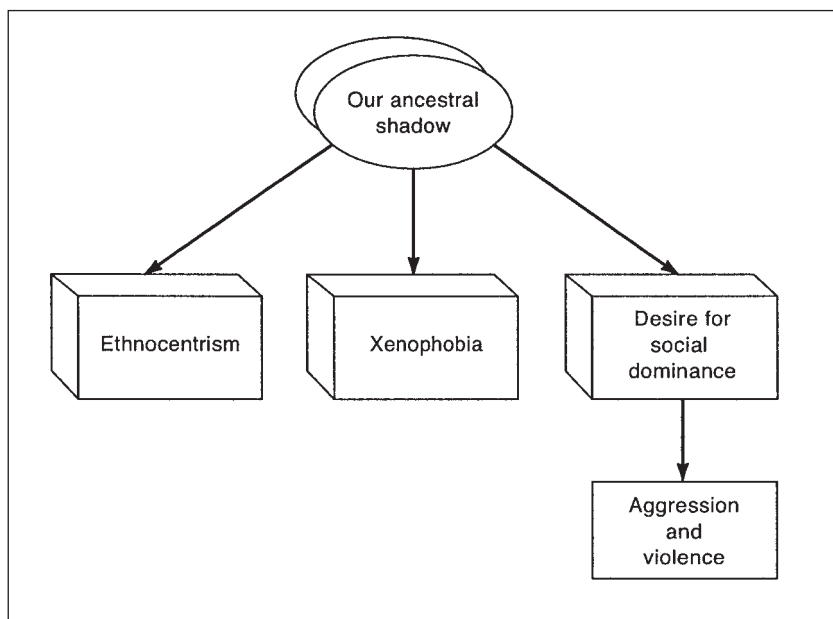 Our ancestral
shadow
Ethnocentrism
Xenophobia
Desire for
social
dominance
Aggression
and
violence